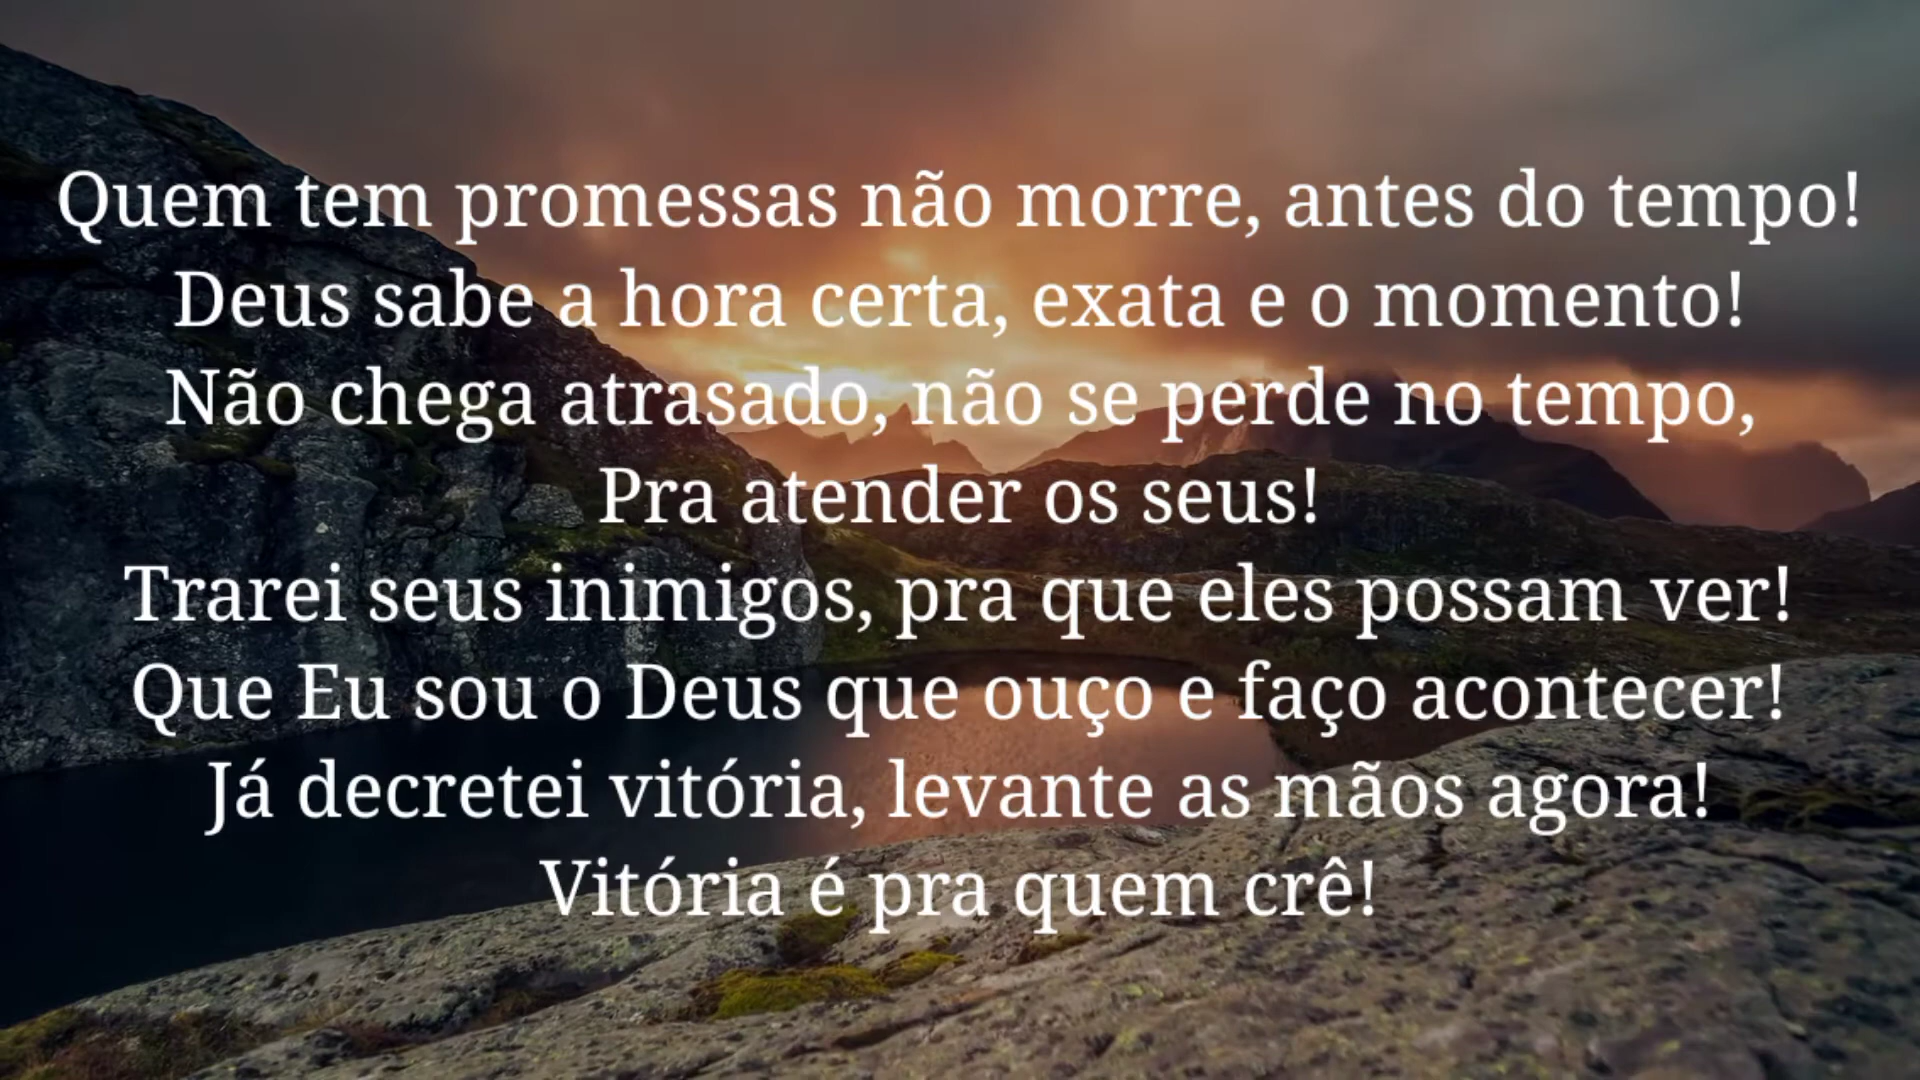 Quem tem promessas não morre, antes do tempo!
Deus sabe a hora certa, exata e o momento!
Não chega atrasado, não se perde no tempo,
Pra atender os seus!
Trarei seus inimigos, pra que eles possam ver!
Que Eu sou o Deus que ouço e faço acontecer!
Já decretei vitória, levante as mãos agora!
Vitória é pra quem crê!